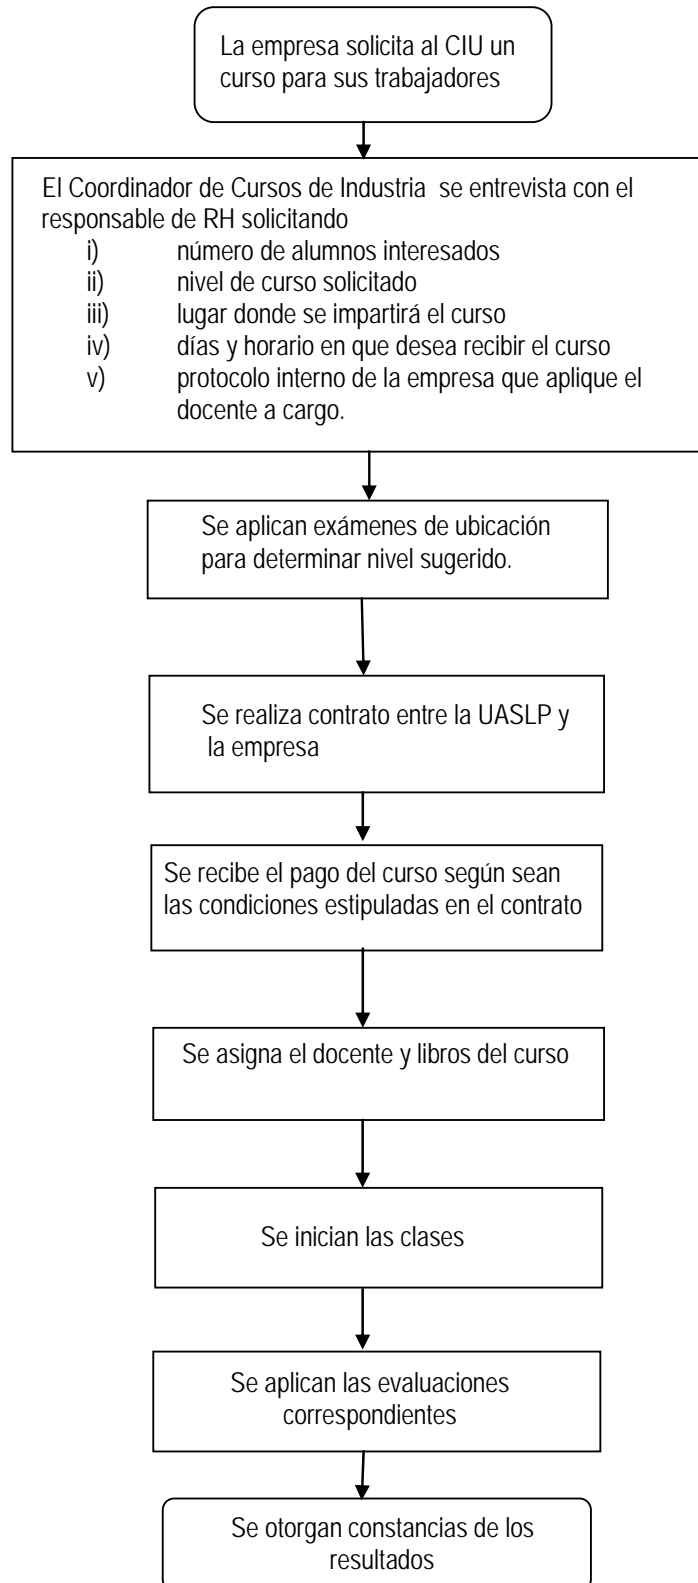 La empresa solicita al CIU un
curso para sus trabajadores
El Coordinador de Cursos de Industria se entrevista con el
responsable de RH solicitando
i) número de alumnos interesados
ii) nivel de curso solicitado
iii) lugar donde se impartirá el curso
iv) días y horario en que desea recibir el curso
v) protocolo interno de la empresa que aplique el
docente a cargo.
Se aplican exámenes de ubicación
para determinar nivel sugerido.
Se realiza contrato entre la UASLP y
la empresa
Se recibe el pago del curso según sean
las condiciones estipuladas en el contrato
Se asigna el docente y libros del curso
Se inician las clases
Se aplican las evaluaciones
correspondientes
Se otorgan constancias de los
resultados